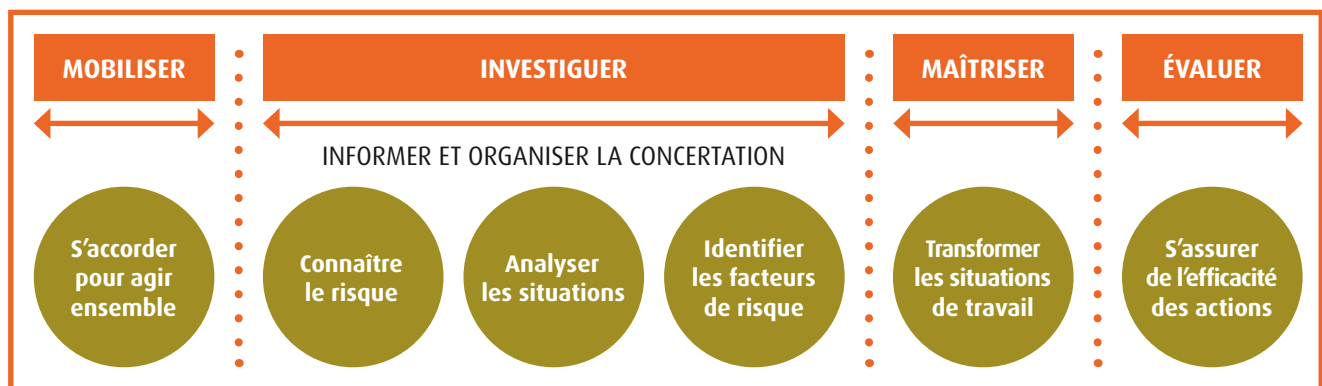 MOBILISER
INVESTIGUER
MAÎTRISER
ÉVALUER
INFORMER ET ORGANISER LA CONCERTATION
S’accorder
pour agir
ensemble
Connaître
le risque
Analyser
les situations
Identifier
les facteurs
de risque
Transformer
les situations
de travail
S’assurer
de l’efficacité
des actions